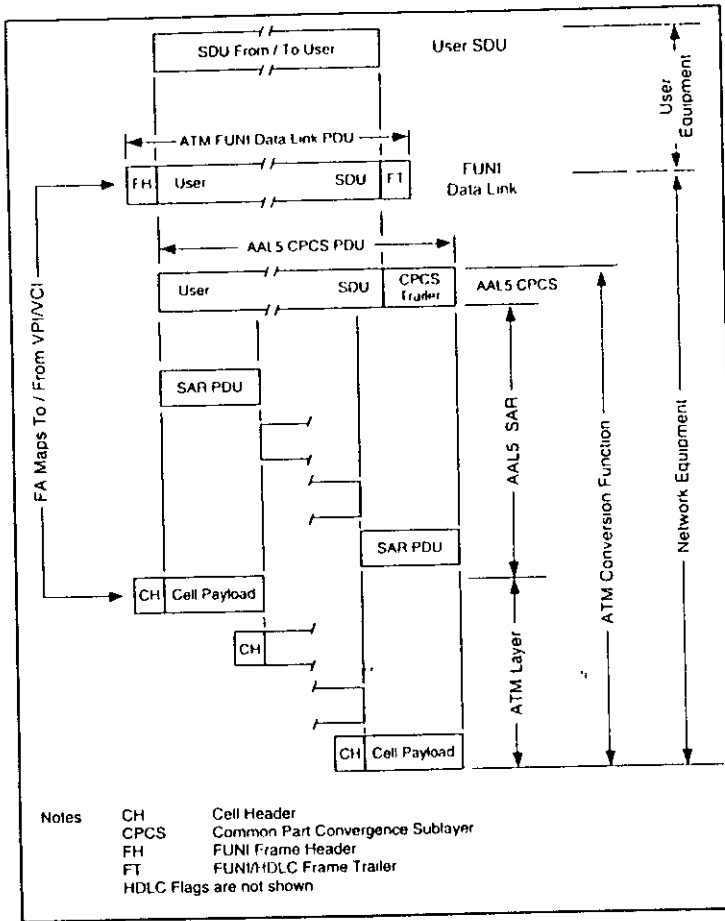 SDU From / To User
User SDU
User
Equipment
ATM FUNI Data Link PDU
FH
User
SDU
FT
FUNI
Data Link
AAL5 CPCS PDU
User
SDU
CPCS
Trailer
AAL5 CPCS
FA Maps To / From VPI/VCI
SAR PDU
SAR PDU
AAL5 SAR
ATM Conversion Function
Network Equipment
CH
Cell Payload
CH
ATM Layer
CH
Cell Payload
Notes
CH Cell Header
CPCS Common Part Convergence Sublayer
FH FUNI Frame Header
FT FUNI/HDLC Frame Trailer
HDLC Flags are not shown